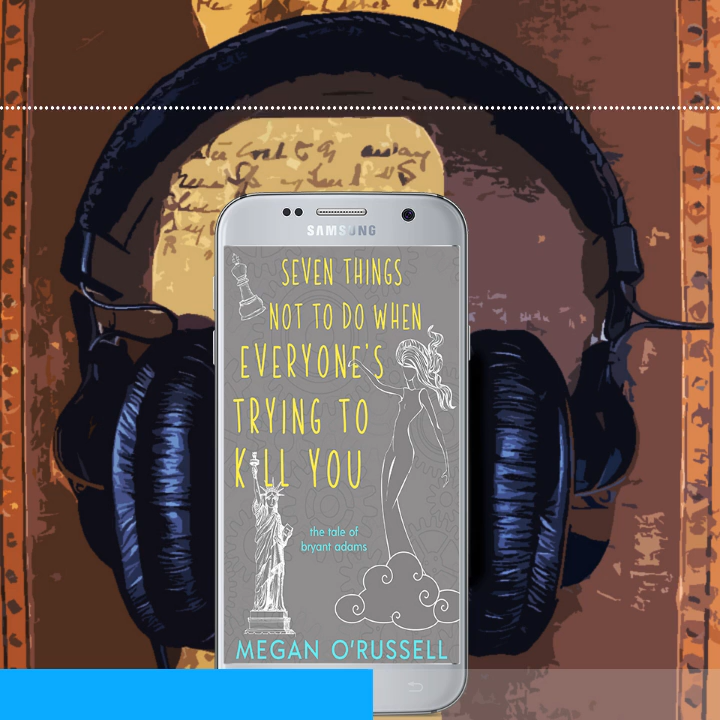 SAMSUNG
SEVEN THINGS
NOT TO DO WHEN
EVERYONE'S
TRYING TO
KILL YOU
the tale of
bryant adams
MEGAN O'RUSSELL